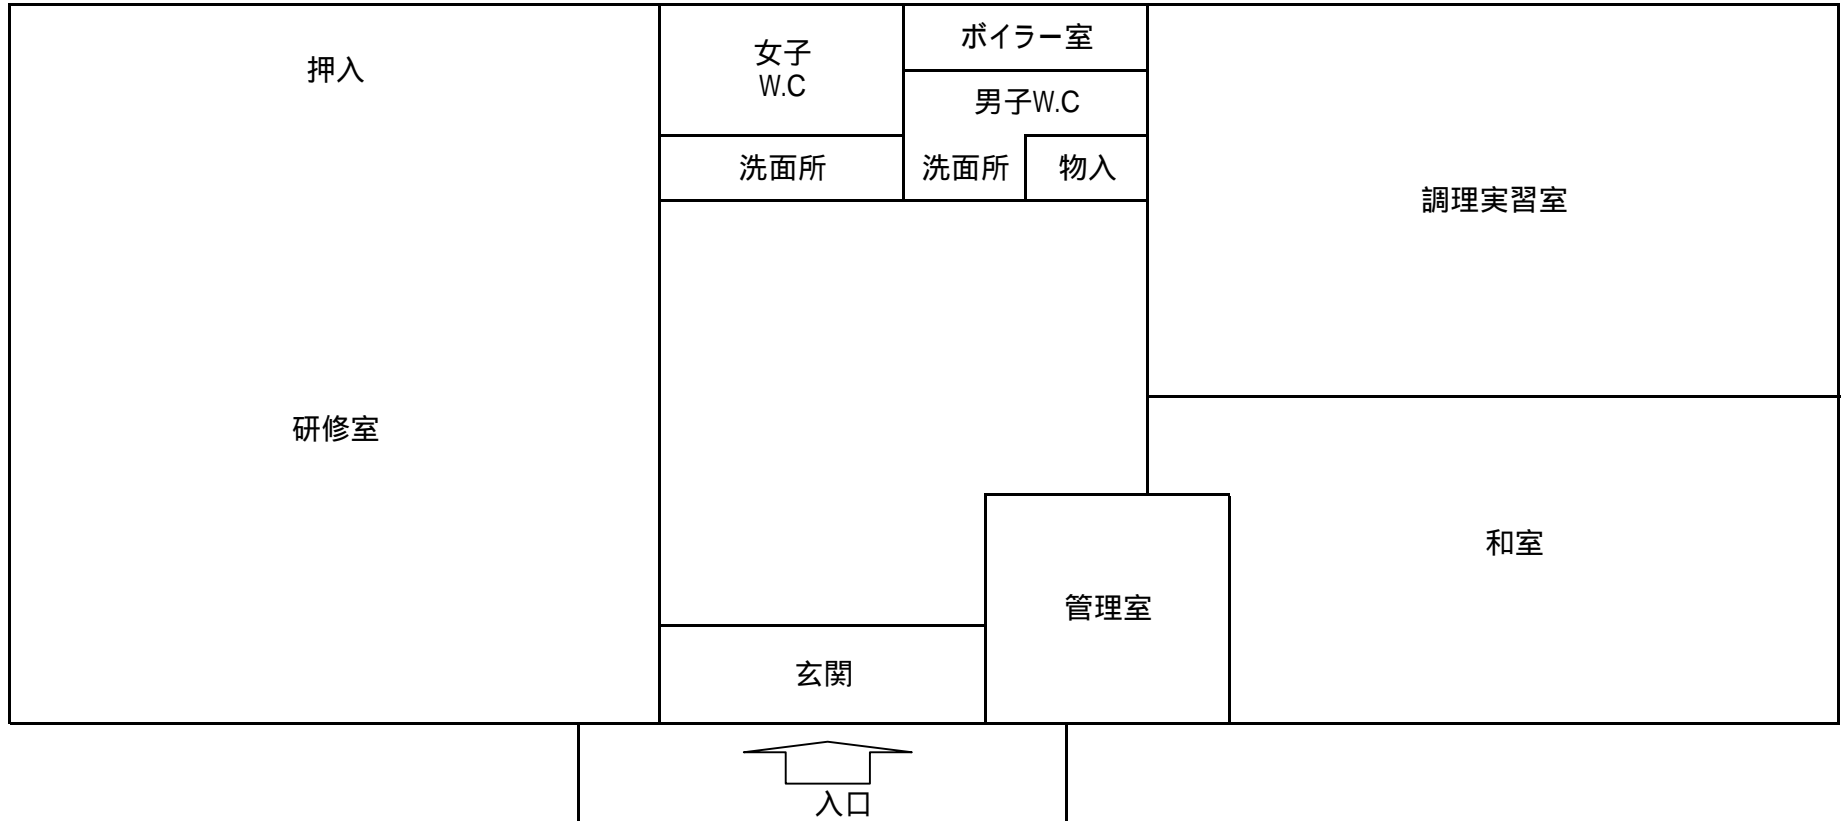 ボイラー室
女子
W.C
押入
男子W.C
洗面所
洗面所
物入
調理実習室
研修室
和室
管理室
玄関
入口